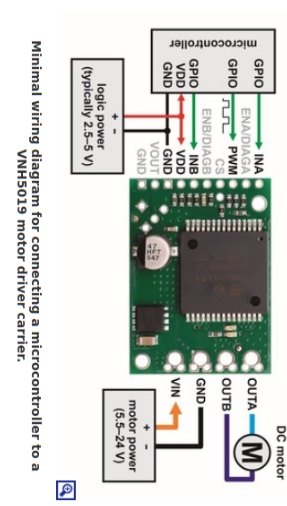 microcontroller
GND
VDD
GPIO
GPIO
GPIO
logic power
(typically 2.5–5 V)
+
-
GND
VOUT
GND
VDD
INB
ENB/DIAGB
CS
PWM
ENA/DIAGA
INA
47
HFT
547
VIN
GND
OUTB
OUTA
motor power
(5.5–24 V)
+
-
DC motor
M
Minimal wiring diagram for connecting a microcontroller to a
VNH5019 motor driver carrier.